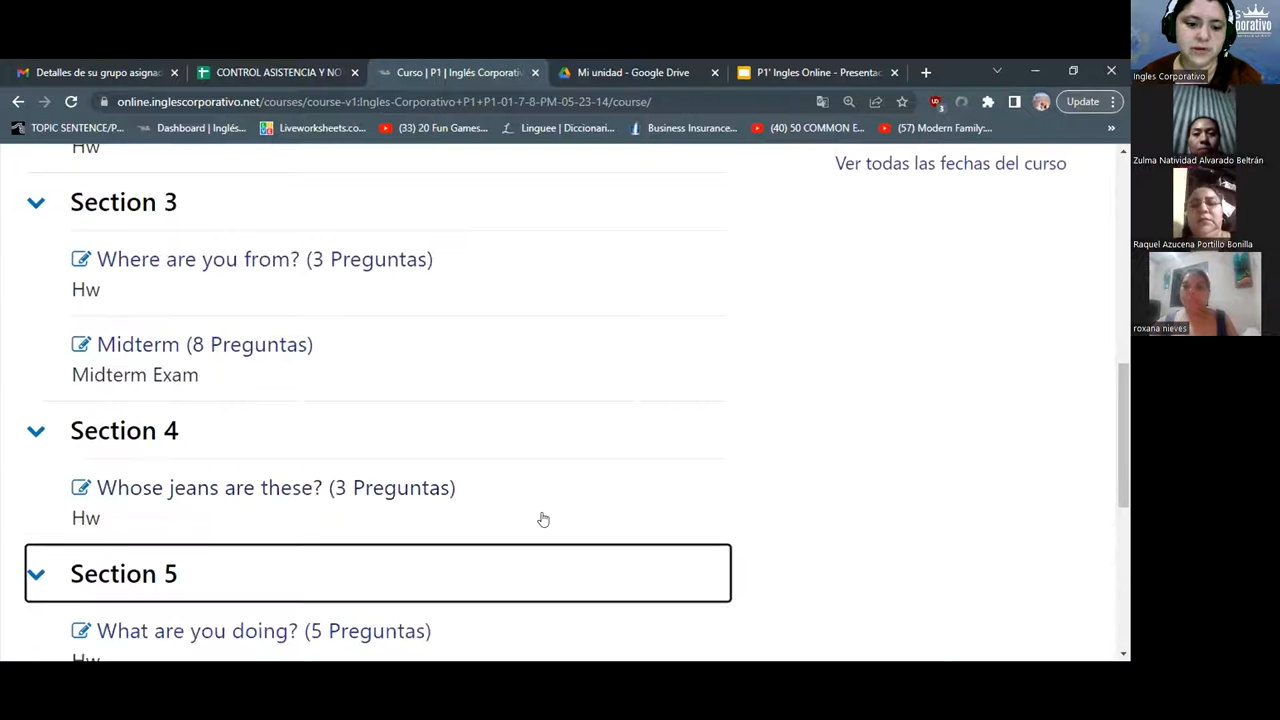 Detalles de su grupo asigna
CONTROL ASISTENCIA Y NO
Curso | P1 | Inglés Corporati
Mi unidad - Google Drive
P1' Ingles Online - Presenta
online.inglescorporativo.net/courses/course-v1:Ingles-Corporativo+P1+P1-01-7-8-PM-05-23-14/course/
3
Update
TOPIC SENTENCE/P...
Dashboard | Inglés...
Liveworksheets.co...
(33) 20 Fun Games...
Linguee | Diccionari...
Business Insurance...
(40) 50 COMMON E...
(57) Modern Family:...
Hw
Ver todas las fechas del curso
Section 3
Where are you from? (3 Preguntas)
Hw
Midterm (8 Preguntas)
Midterm Exam
Section 4
Whose jeans are these? (3 Preguntas)
Hw
Section 5
What are you doing? (5 Preguntas)
Hw
Ingles Corporativo
Zulma Natividad Alvarado Beltrán
Raquel Azucena Portillo Bonilla
roxana nieves